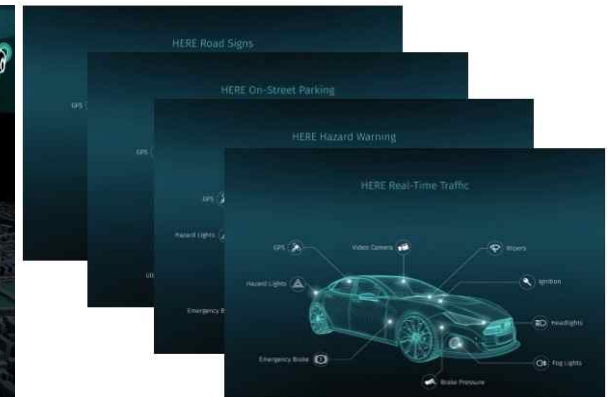 HERE Road Signs
GPS
HERE On-Street Parking
GPS
HERE Hazard Warning
GPS
Hazard Lights
Emergency B
HERE Real-Time Traffic
GPS
Video Camera
Wipers
Hazard Lights
Ignition
Headlights
Emergency Brake
Fog Lights
Brake Pressure